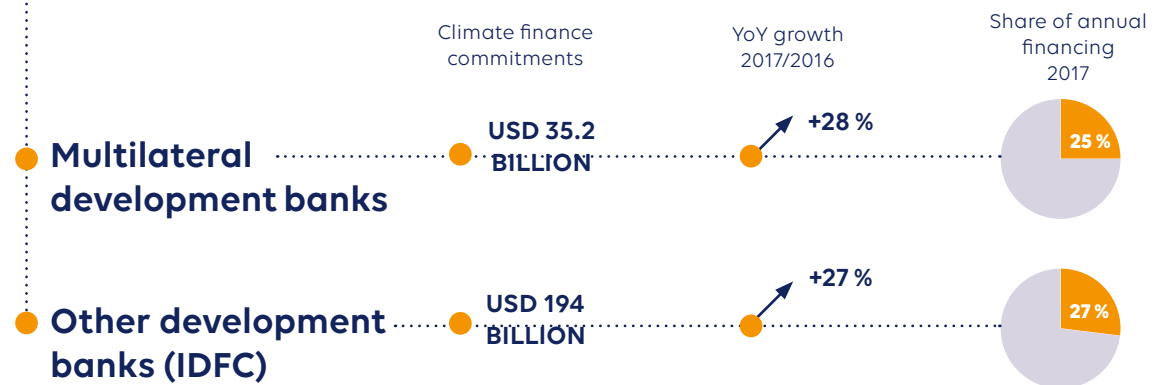 Climate finance
commitments
YoY growth
2017/2016
Share of annual
financing
2017
Multilateral
development banks
USD 35.2
BILLION
+28 %
25 %
Other development
banks (IDFC)
USD 194
BILLION
+27 %
27 %